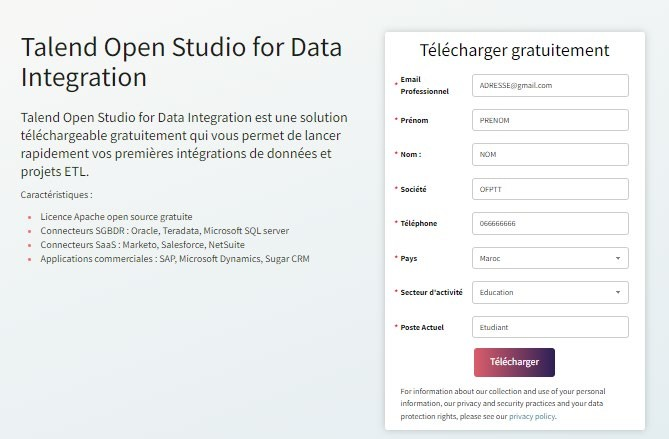 Talend Open Studio for Data
Integration
Talend Open Studio for Data Integration est une solution
téléchargeable gratuitement qui vous permet de lancer
rapidement vos premières intégrations de données et
projets ETL.
Caractéristiques :
• Licence Apache open source gratuite
• Connecteurs SGBDR : Oracle, Teradata, Microsoft SQL server
• Connecteurs SaaS : Marketo, Salesforce, NetSuite
• Applications commerciales : SAP, Microsoft Dynamics, Sugar CRM
Télécharger gratuitement
* Email
Professionnel
ADRESSE@gmail.com
* Prénom
PRENOM
* Nom :
NOM
* Société
OFPTT
* Téléphone
066666666
* Pays
Maroc
* Secteur d'activité
Education
* Poste Actuel
Etudiant
Télécharger
For information about our collection and use of your personal
information, our privacy and security practices and your data
protection rights, please see our privacy policy.